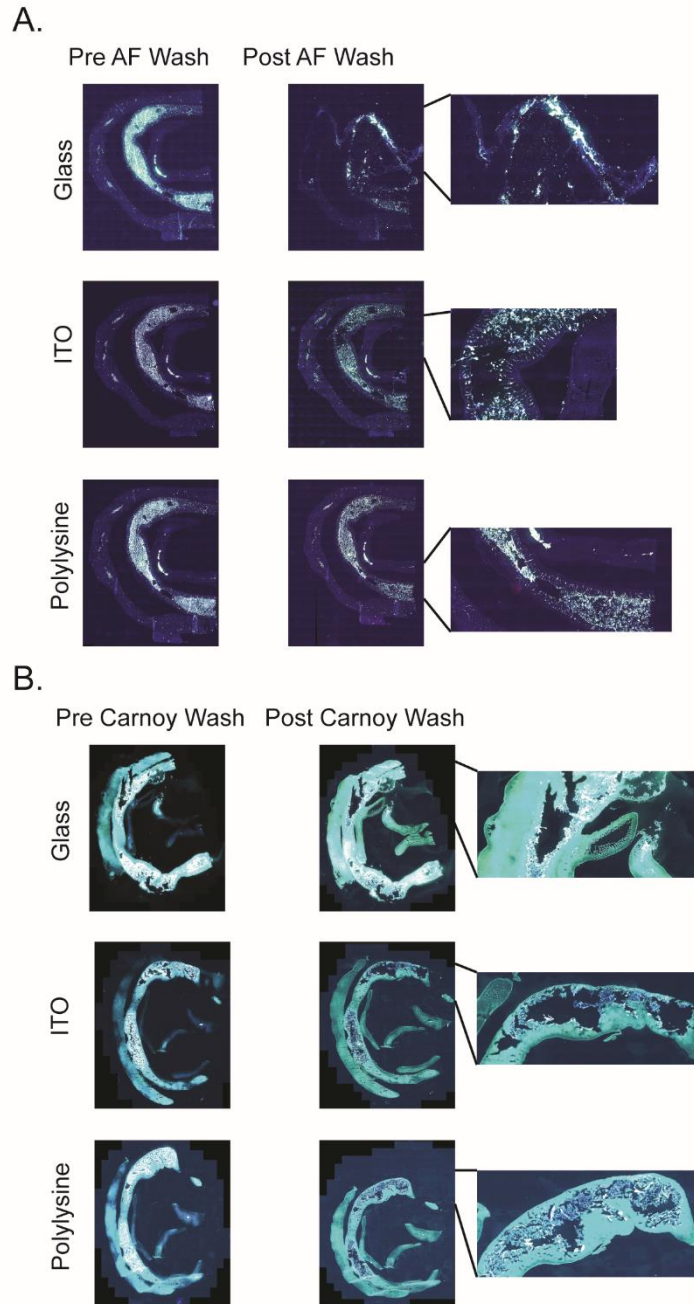 A.
Pre AF Wash Post AF Wash
Glass
ITO
Polylysine
B.
Pre Carnoy Wash Post Carnoy Wash
Glass
ITO
Polylysine